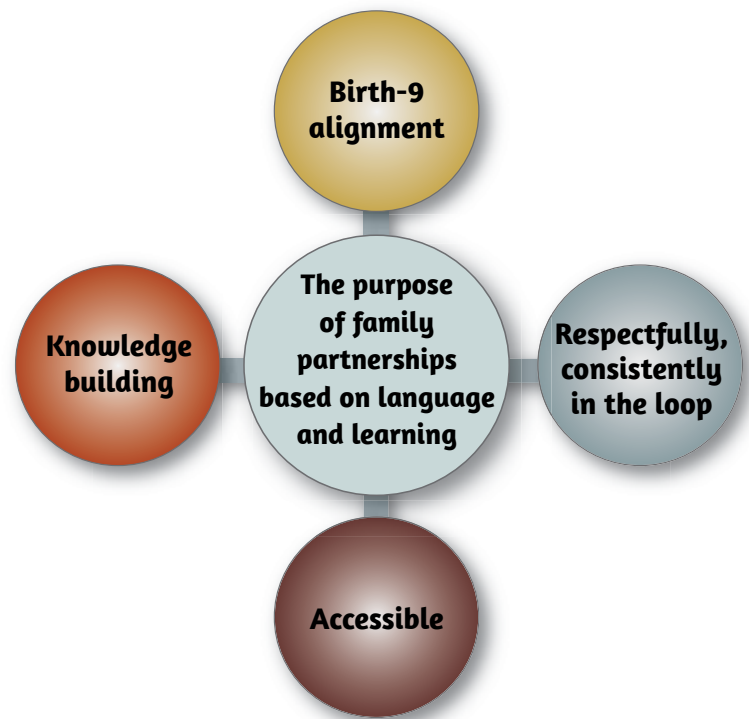 Birth-9
alignment
Knowledge
building
The purpose
of family
partnerships
based on language
and learning
Respectfully,
consistently
in the loop
Accessible